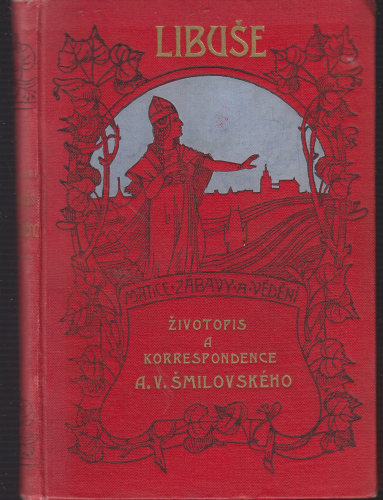 LIBUŠE
MATICE · ZÁBAVY · A · VĚDĚNÍ
ŽIVOTOPIS
A
KORRESPONDENCE
A. V. ŠMILOVSKÉHO